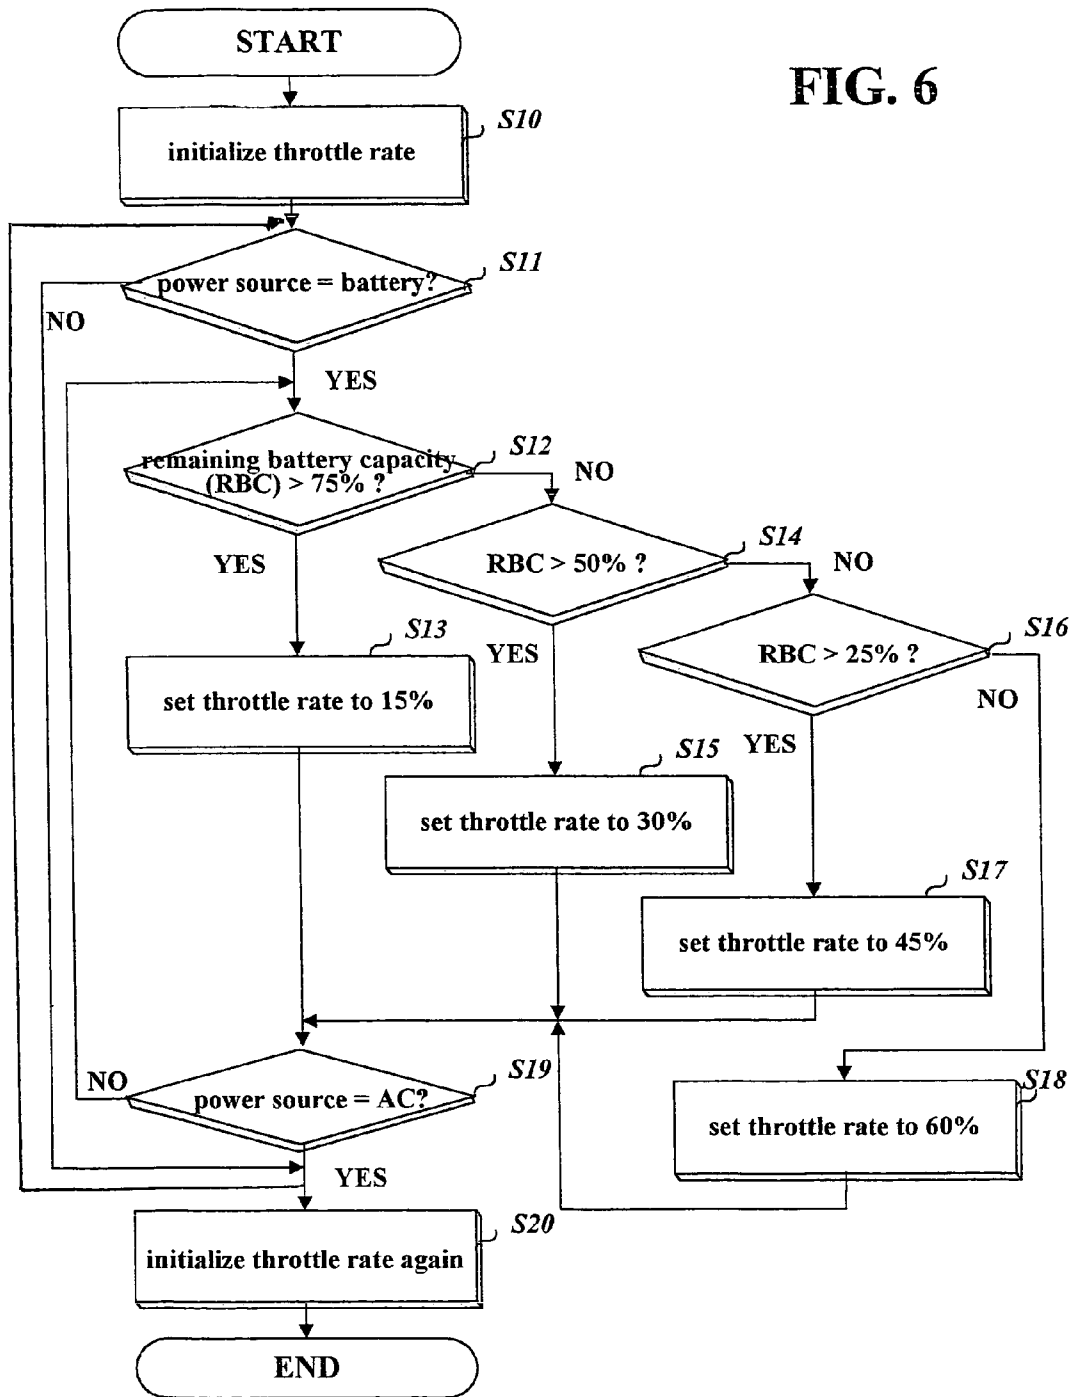 START
FIG. 6
S10
initialize throttle rate
S11
power source = battery?
NO
YES
S12
remaining battery capacity
(RBC) > 75% ?
NO
S14
YES
RBC > 50% ?
NO
S16
S13
YES
RBC > 25% ?
NO
set throttle rate to 15%
S15
YES
set throttle rate to 30%
S17
set throttle rate to 45%
S19
NO
power source = AC?
S18
set throttle rate to 60%
YES
S20
initialize throttle rate again
END